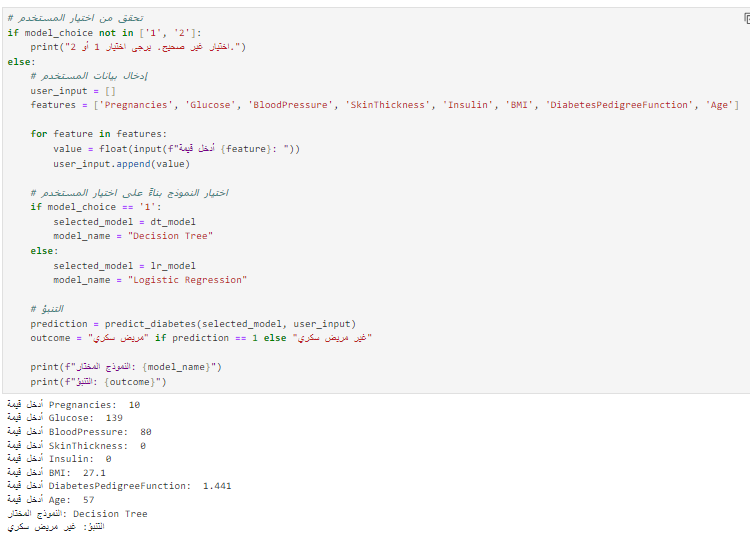 # تحقق من اختيار المستخدم
if model_choice not in ['1', '2']:
    print("اختيار غير صحيح. يرجى اختيار 1 أو 2.")
else:
    # إدخال بيانات المستخدم
    user_input = []
    features = ['Pregnancies', 'Glucose', 'BloodPressure', 'SkinThickness', 'Insulin', 'BMI', 'DiabetesPedigreeFunction', 'Age']
    for feature in features:
        value = float(input(f"أدخل قيمة {feature}: "))
        user_input.append(value)
    # اختيار النموذج بناءً على اختيار المستخدم
    if model_choice == '1':
        selected_model = dt_model
        model_name = "Decision Tree"
    else:
        selected_model = lr_model
        model_name = "Logistic Regression"
    # التنبؤ
    prediction = predict_diabetes(selected_model, user_input)
    outcome = "مريض سكري" if prediction == 1 else "غير مريض سكري"
    print(f"النموذج المختار: {model_name}")
    print(f"التنبؤ: {outcome}")
أدخل قيمة Pregnancies:  10
أدخل قيمة Glucose:  139
أدخل قيمة BloodPressure:  80
أدخل قيمة SkinThickness:  0
أدخل قيمة Insulin:  0
أدخل قيمة BMI:  27.1
أدخل قيمة DiabetesPedigreeFunction:  1.441
أدخل قيمة Age:  57
النموذج المختار: Decision Tree
التنبؤ: غير مريض سكري